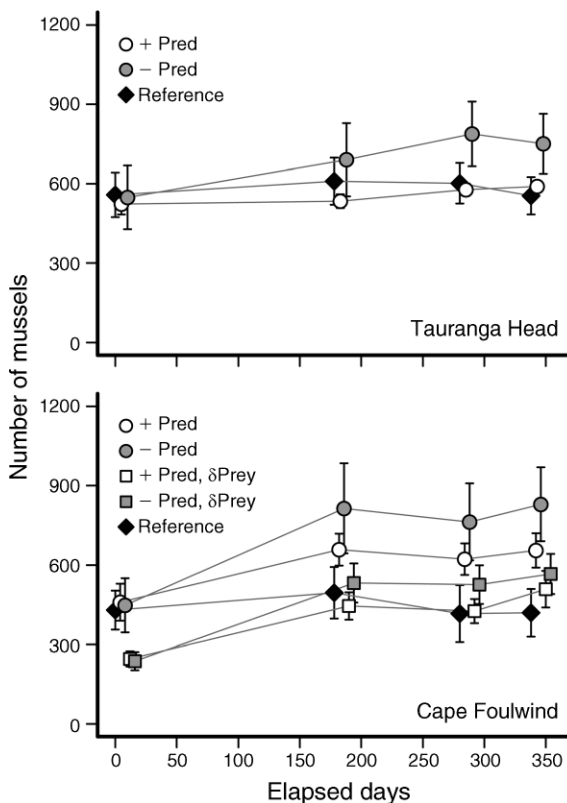 1200
900
600
300
0
+ Pred
− Pred
Reference
Tauranga Head
Number of mussels
1200
900
600
300
0
+ Pred
− Pred
+ Pred, δPrey
− Pred, δPrey
Reference
Cape Foulwind
0 50 100 150 200 250 300 350
Elapsed days